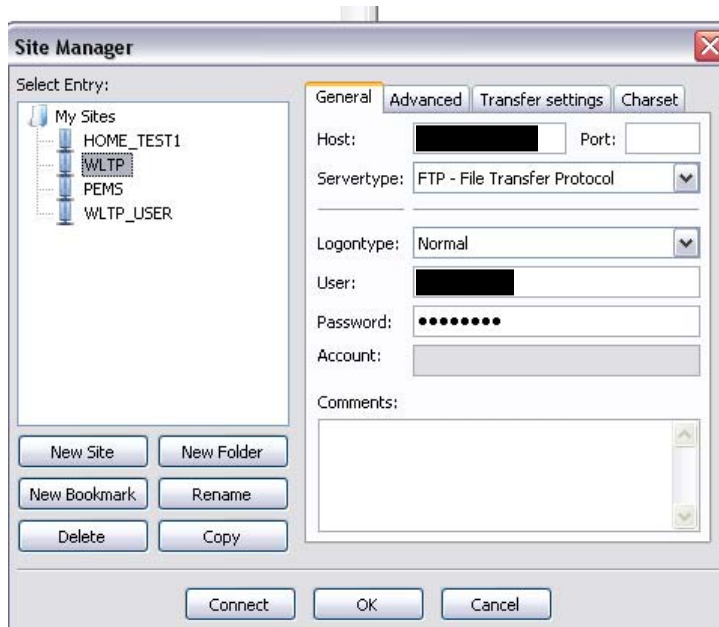 Site Manager
Select Entry:
My Sites
HOME_TEST1
WLTP
PEMS
WLTP_USER
New Site
New Folder
New Bookmark
Rename
Delete
Copy
General
Advanced
Transfer settings
Charset
Host:
Port:
Servertype: FTP - File Transfer Protocol
Logontype: Normal
User:
Password: ••••••••
Account:
Comments:
Connect
OK
Cancel